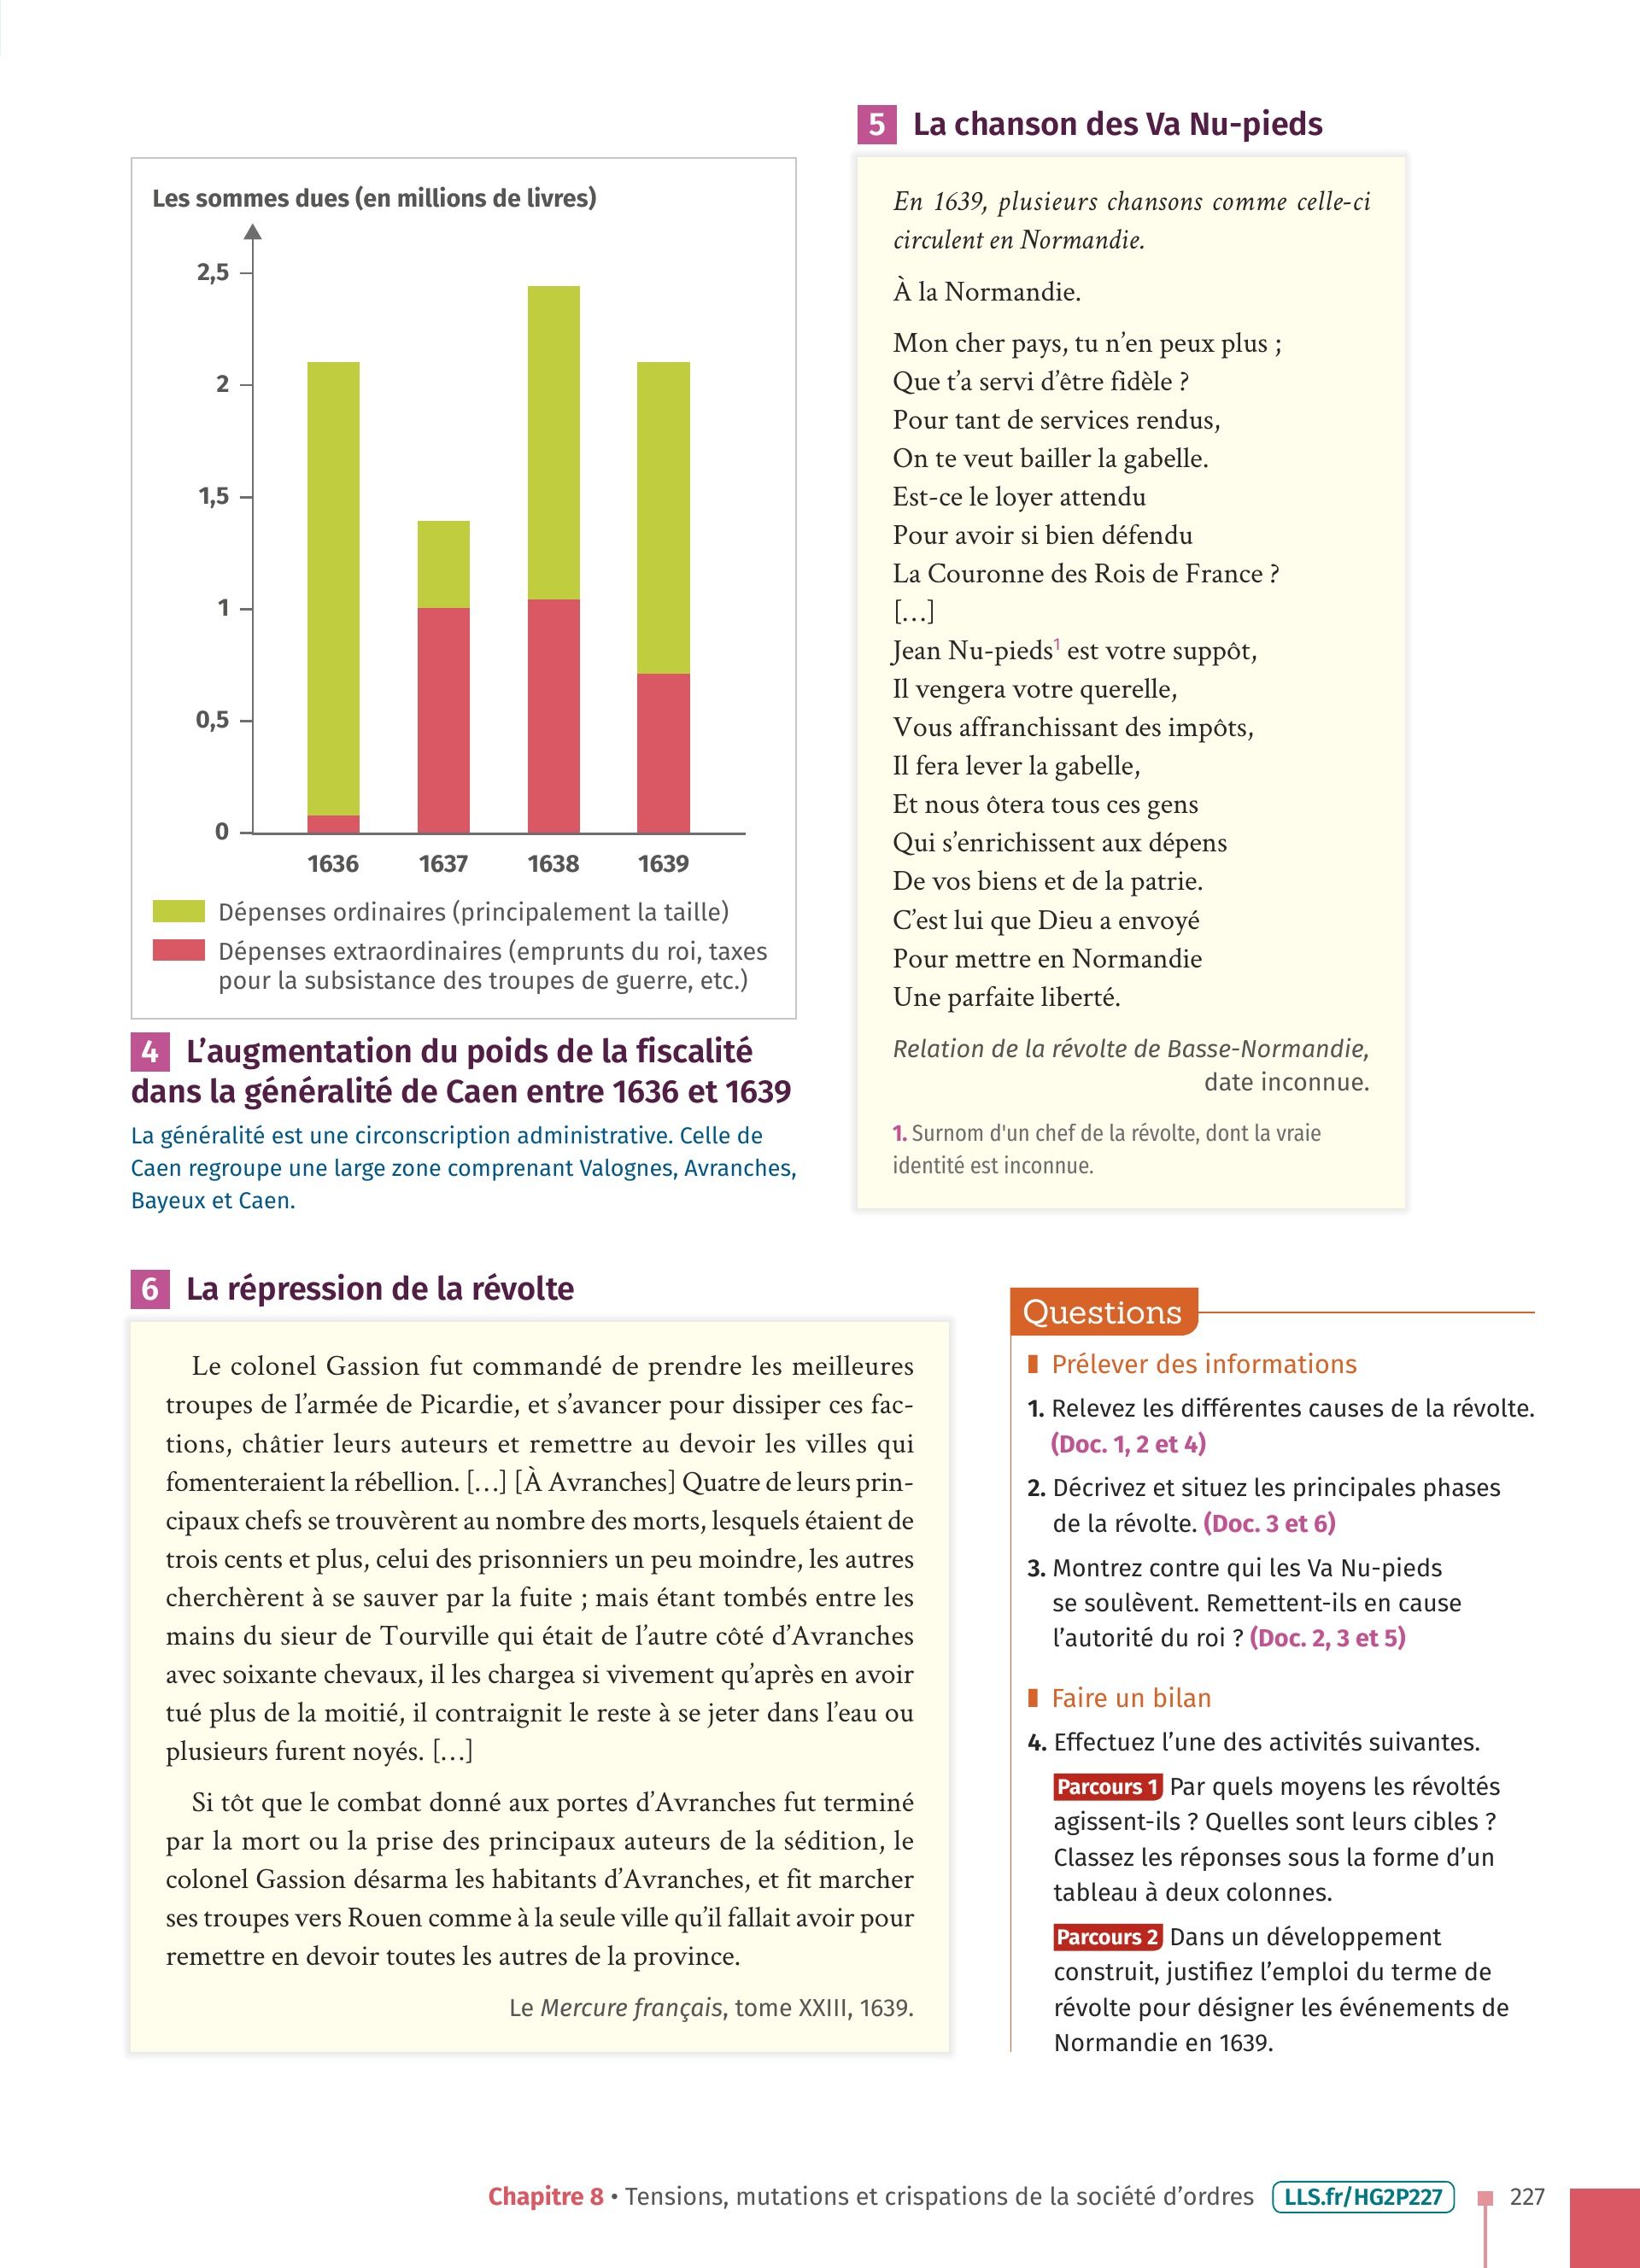 Les sommes dues (en millions de livres)
2,5
2
1,5
1
0,5
0
1636 1637 1638 1639
Dépenses ordinaires (principalement la taille)
Dépenses extraordinaires (emprunts du roi, taxes
pour la subsistance des troupes de guerre, etc.)
4 L’augmentation du poids de la fiscalité
dans la généralité de Caen entre 1636 et 1639
La généralité est une circonscription administrative. Celle de
Caen regroupe une large zone comprenant Valognes, Avranches,
Bayeux et Caen.
5 La chanson des Va Nu-pieds
En 1639, plusieurs chansons comme celle-ci
circulent en Normandie.
À la Normandie.
Mon cher pays, tu n’en peux plus ;
Que t’a servi d’être fidèle ?
Pour tant de services rendus,
On te veut bailler la gabelle.
Est-ce le loyer attendu
Pour avoir si bien défendu
La Couronne des Rois de France ?
[…]
Jean Nu-pieds1 est votre suppôt,
Il vengera votre querelle,
Vous affranchissant des impôts,
Il fera lever la gabelle,
Et nous ôtera tous ces gens
Qui s’enrichissent aux dépens
De vos biens et de la patrie.
C’est lui que Dieu a envoyé
Pour mettre en Normandie
Une parfaite liberté.
Relation de la révolte de Basse-Normandie,
date inconnue.
1. Surnom d'un chef de la révolte, dont la vraie
identité est inconnue.
6 La répression de la révolte
Le colonel Gassion fut commandé de prendre les meilleures
troupes de l’armée de Picardie, et s’avancer pour dissiper ces fac-
tions, châtier leurs auteurs et remettre au devoir les villes qui
fomenteraient la rébellion. […] [À Avranches] Quatre de leurs prin-
cipaux chefs se trouvèrent au nombre des morts, lesquels étaient de
trois cents et plus, celui des prisonniers un peu moindre, les autres
cherchèrent à se sauver par la fuite ; mais étant tombés entre les
mains du sieur de Tourville qui était de l’autre côté d’Avranches
avec soixante chevaux, il les chargea si vivement qu’après en avoir
tué plus de la moitié, il contraignit le reste à se jeter dans l’eau ou
plusieurs furent noyés. […]
Si tôt que le combat donné aux portes d’Avranches fut terminé
par la mort ou la prise des principaux auteurs de la sédition, le
colonel Gassion désarma les habitants d’Avranches, et fit marcher
ses troupes vers Rouen comme à la seule ville qu’il fallait avoir pour
remettre en devoir toutes les autres de la province.
Le Mercure français, tome XXIII, 1639.
Questions
Prélever des informations
1. Relevez les différentes causes de la révolte.
(Doc. 1, 2 et 4)
2. Décrivez et situez les principales phases
de la révolte. (Doc. 3 et 6)
3. Montrez contre qui les Va Nu-pieds
se soulèvent. Remettent-ils en cause
l’autorité du roi ? (Doc. 2, 3 et 5)
Faire un bilan
4. Effectuez l’une des activités suivantes.
Parcours 1 Par quels moyens les révoltés
agissent-ils ? Quelles sont leurs cibles ?
Classez les réponses sous la forme d’un
tableau à deux colonnes.
Parcours 2 Dans un développement
construit, justifiez l’emploi du terme de
révolte pour désigner les événements de
Normandie en 1639.
Chapitre 8 • Tensions, mutations et crispations de la société d’ordres LLS.fr/HG2P227 227